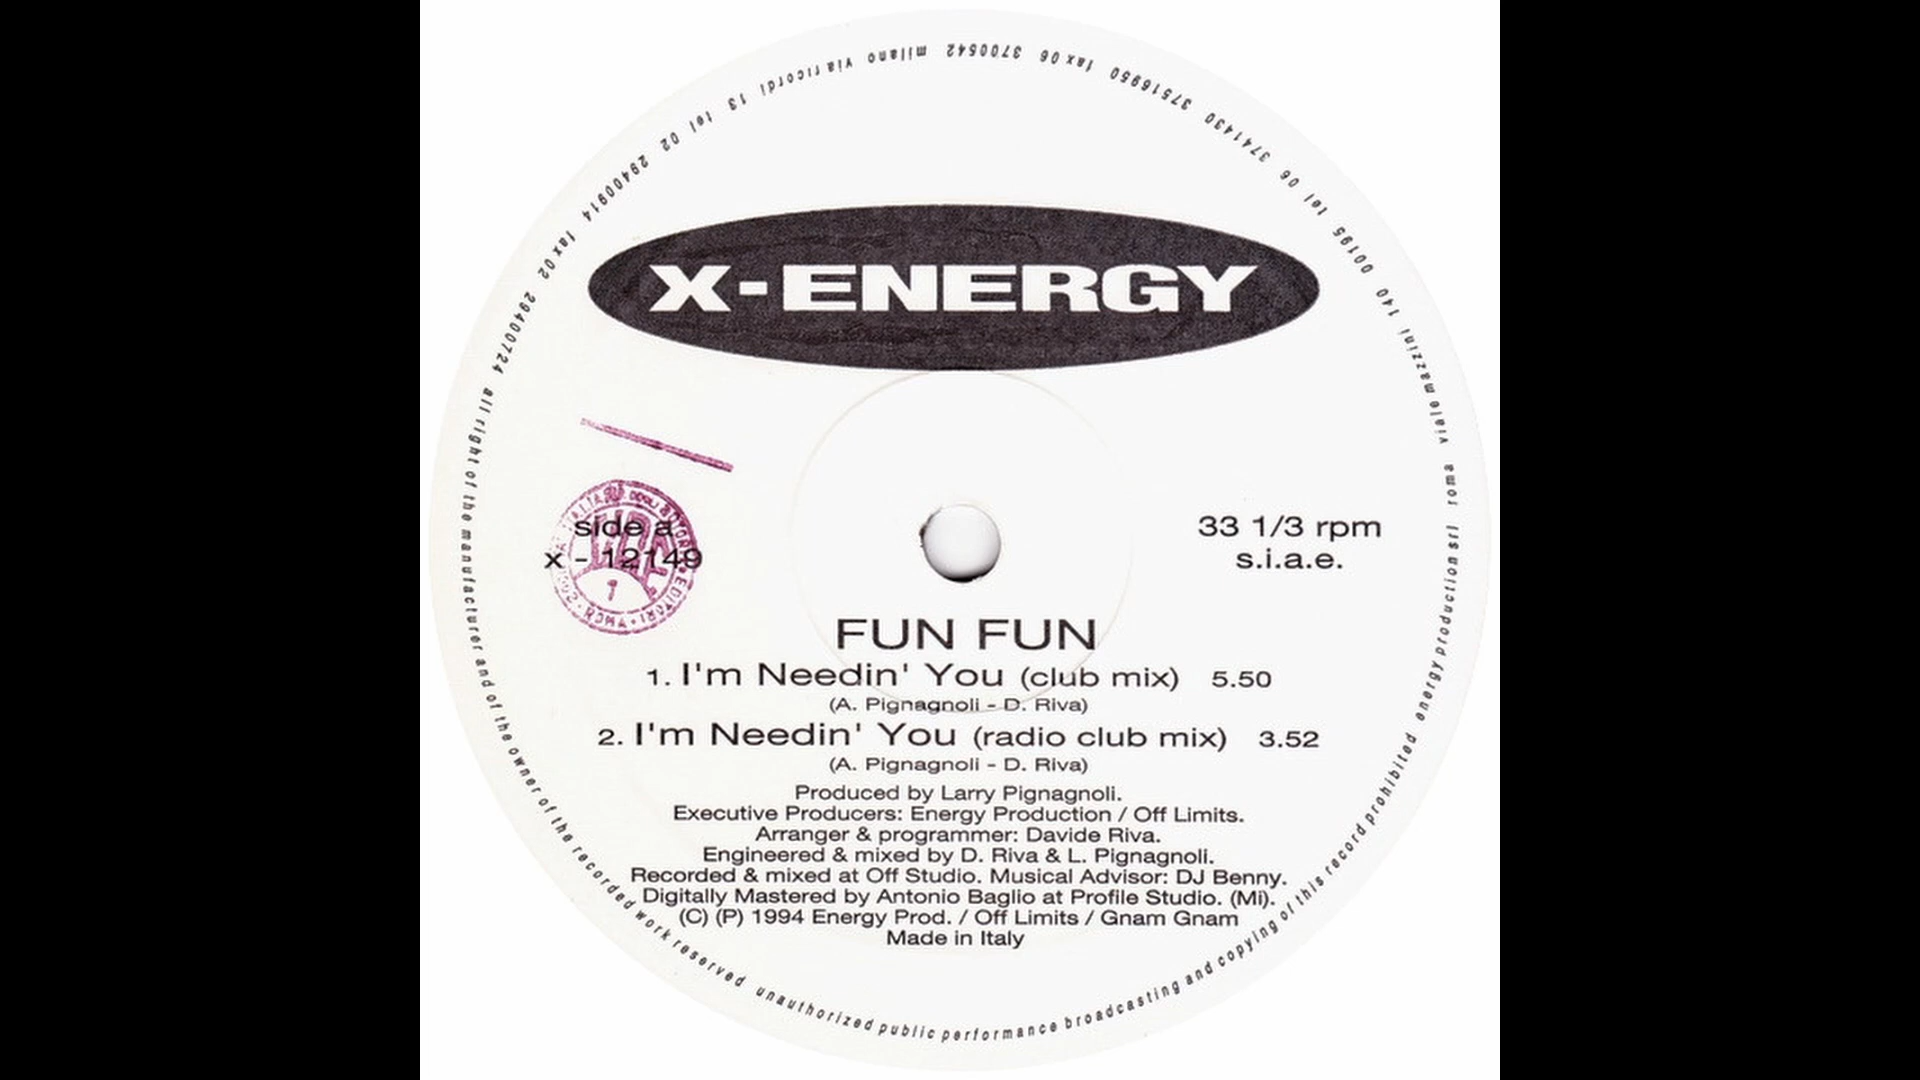 X-ENERGY
side a
x - 12149
33 1/3 rpm
s.i.a.e.
FUN FUN
1. I'm Needin' You (club mix) 5.50
(A. Pignagnoli - D. Riva)
2. I'm Needin' You (radio club mix) 3.52
(A. Pignagnoli - D. Riva)
Produced by Larry Pignagnoli.
Executive Producers: Energy Production / Off Limits.
Arranger & programmer: Davide Riva.
Engineered & mixed by D. Riva & L. Pignagnoli.
Recorded & mixed at Off Studio. Musical Advisor: DJ Benny.
Digitally Mastered by Antonio Baglio at Profile Studio. (Mi).
(C) (P) 1994 Energy Prod. / Off Limits / Gnam Gnam
Made in Italy
all right of the manufacturer and of the owner of the recorded work reserved unauthorized public performance broadcasting and copying of this record prohibited energy productions srl roma viale mazzini 140 00195 tel 06 3741430 37516950 fax 06 3700542 milano via ricordi 13 tel 02 29400914 fax 02 29400724
ROMA
EDITORI